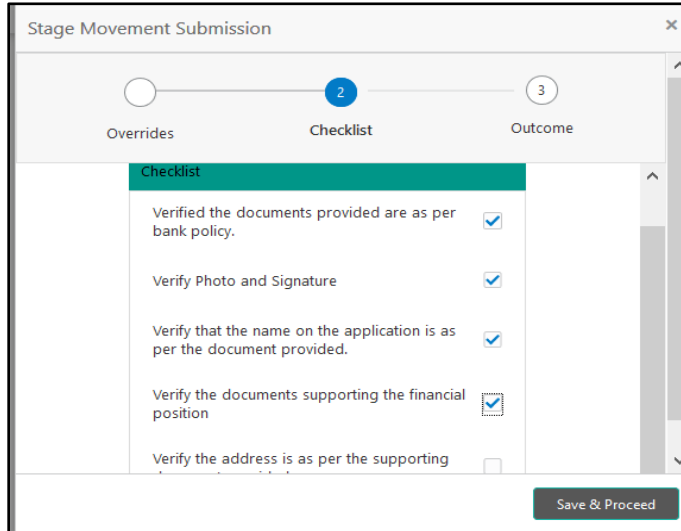 Stage Movement Submission
×
2
3
Overrides
Checklist
Outcome
Checklist
Verified the documents provided are as per
bank policy.
Verify Photo and Signature
Verify that the name on the application is as
per the document provided.
Verify the documents supporting the financial
position
Verify the address is as per the supporting
Save & Proceed